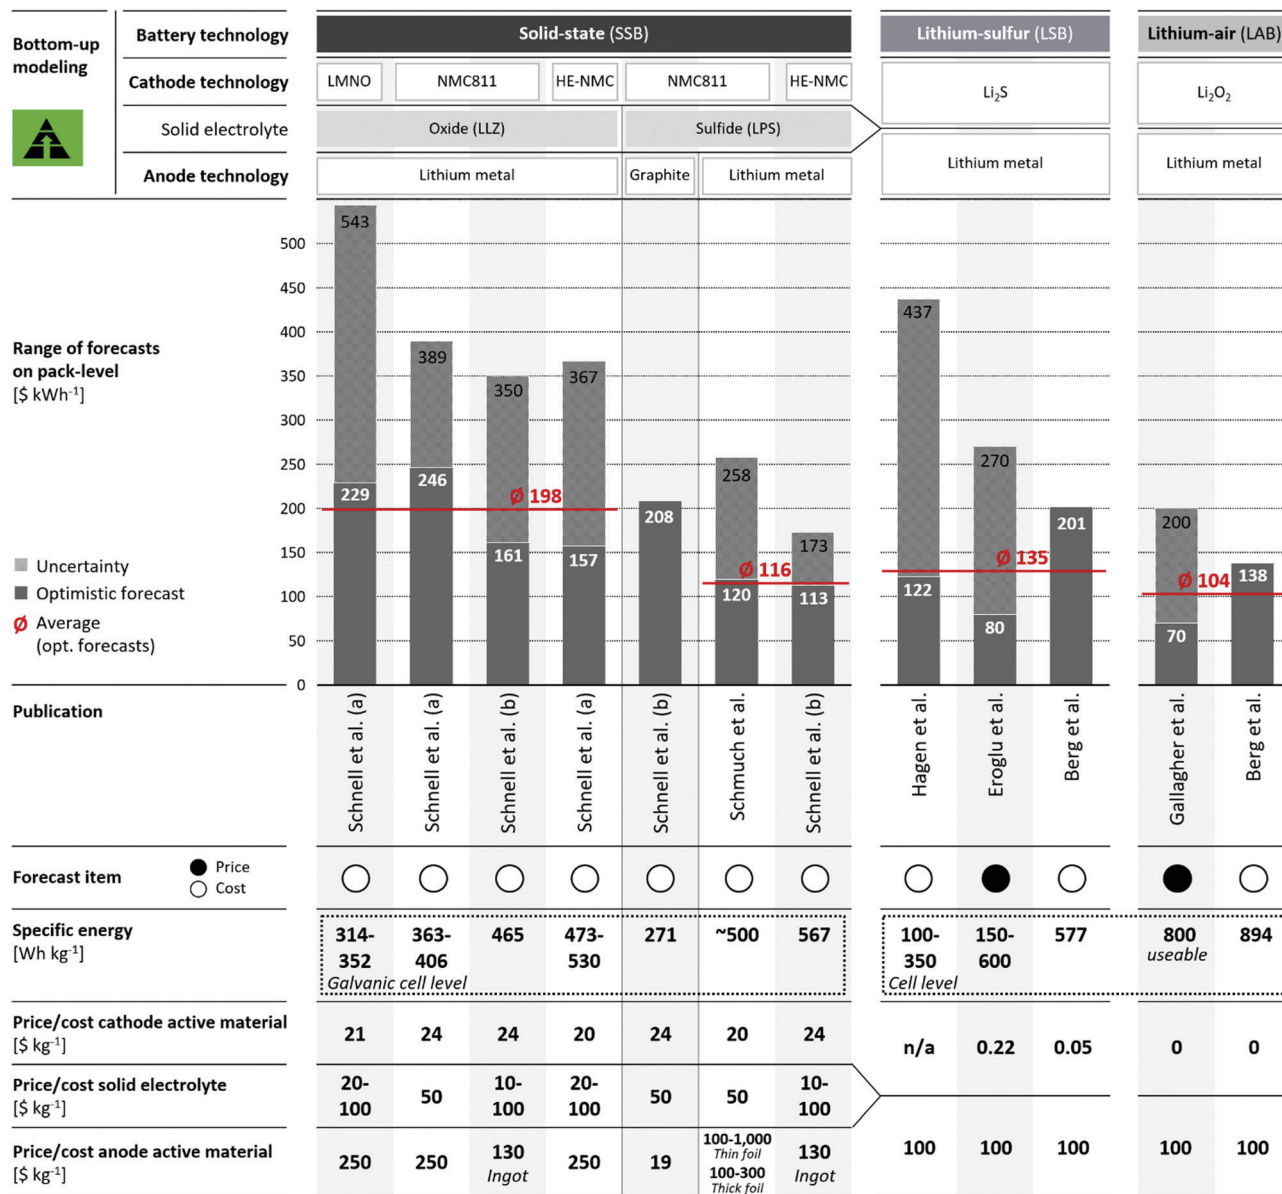 Bottom-up
modeling
Battery technology
Solid-state (SSB)
Lithium-sulfur (LSB)
Lithium-air (LAB)
Cathode technology
LMNO
NMC811
HE-NMC
NMC811
HE-NMC
Li₂S
Li₂O₂
Solid electrolyte
Oxide (LLZ)
Sulfide (LPS)
Anode technology
Lithium metal
Graphite
Lithium metal
Lithium metal
Lithium metal
Range of forecasts
on pack-level
[$ kWh⁻¹]
500
450
400
350
300
250
200
150
100
50
0
543
229
389
246
350
161
367
157
Ø 198
208
258
120
173
113
Ø 116
437
122
270
80
201
Ø 135
200
70
138
Ø 104
Uncertainty
Optimistic forecast
Ø Average
(opt. forecasts)
Publication
Schnell et al. (a)
Schnell et al. (a)
Schnell et al. (b)
Schnell et al. (a)
Schnell et al. (b)
Schmuch et al.
Schnell et al. (b)
Hagen et al.
Eroglu et al.
Berg et al.
Gallagher et al.
Berg et al.
Forecast item
Price
Cost
Specific energy
[Wh kg⁻¹]
314-
352
363-
406
465
473-
530
271
~500
567
Galvanic cell level
100-
350
150-
600
577
Cell level
800
useable
894
Price/cost cathode active material
[$ kg⁻¹]
21
24
24
20
24
20
24
n/a
0.22
0.05
0
0
Price/cost solid electrolyte
[$ kg⁻¹]
20-
100
50
10-
100
20-
100
50
50
10-
100
Price/cost anode active material
[$ kg⁻¹]
250
250
130
Ingot
250
19
100-1,000
Thin foil
100-300
Thick foil
130
Ingot
100
100
100
100
100